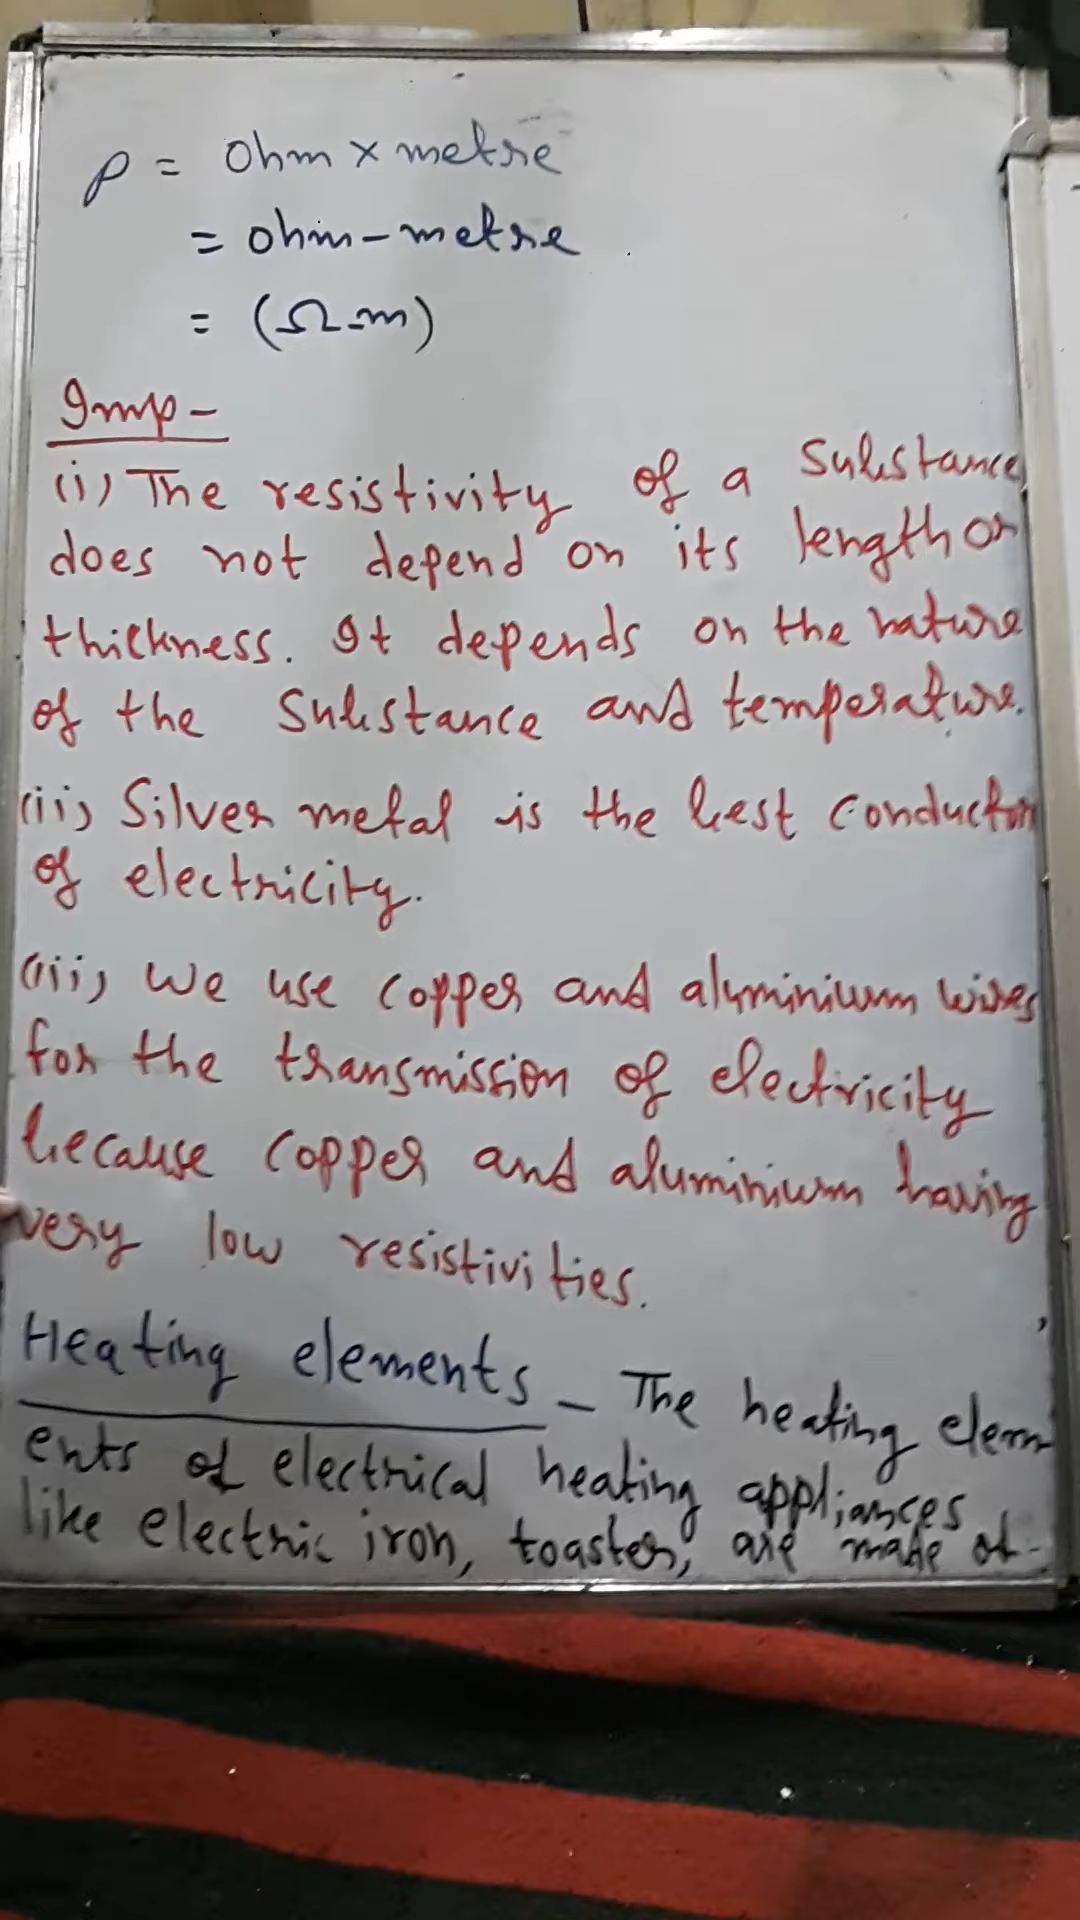 ρ = Ohm × metre
= ohm-metre
= (Ω-m)
Imp-
(i) The resistivity of a substance
does not depend on its length or
thickness. It depends on the nature
of the substance and temperature.
(ii) Silver metal is the best conductor
of electricity.
(iii) We use copper and aluminium wires
for the transmission of electricity
because copper and aluminium having
very low resistivities.
Heating elements - The heating elem
ents of electrical heating appliances
like electric iron, toaster, are made of-